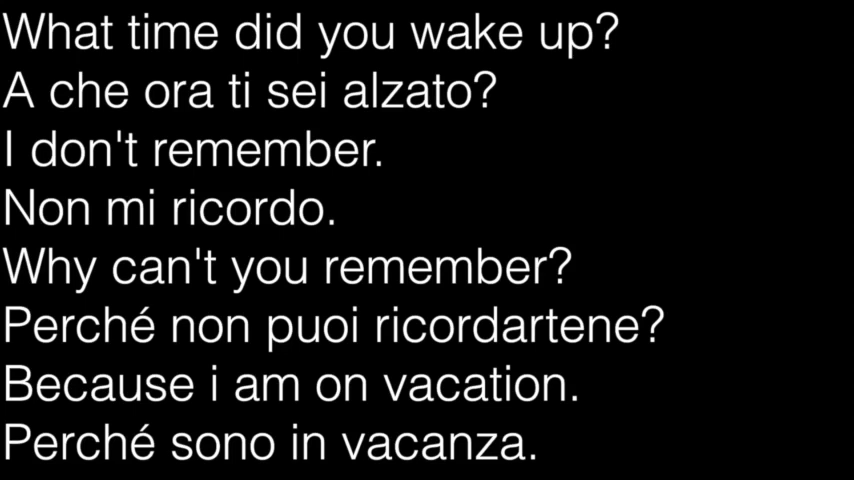 What time did you wake up?
A che ora ti sei alzato?
I don't remember.
Non mi ricordo.
Why can't you remember?
Perché non puoi ricordartene?
Because i am on vacation.
Perché sono in vacanza.